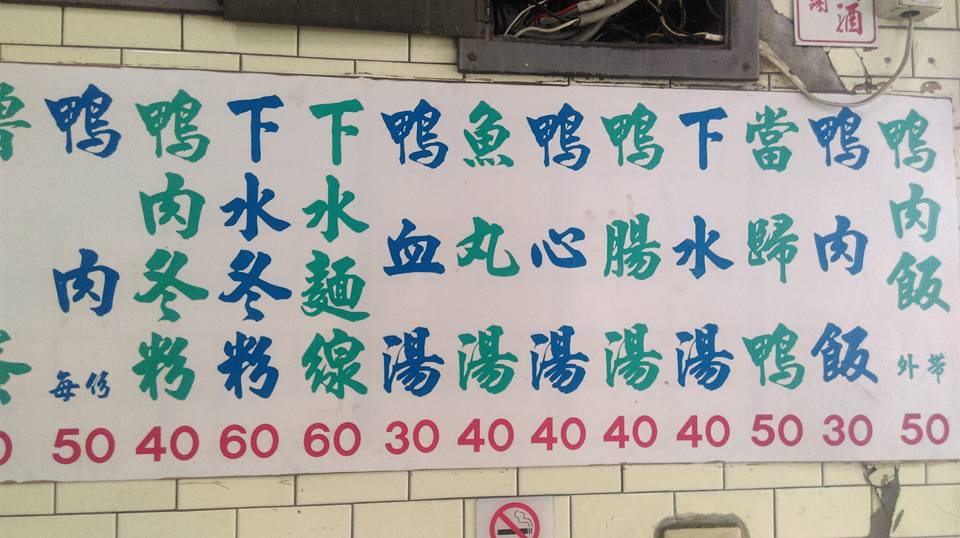 酒
鴨肉飯 外帶 50
鴨肉飯 30
當歸鴨 50
下水湯 40
鴨腸湯 40
鴨心湯 40
魚丸湯 40
鴨血湯 30
下水麵線 60
下水冬粉 60
鴨肉冬粉 40
鴨肉 每份 50